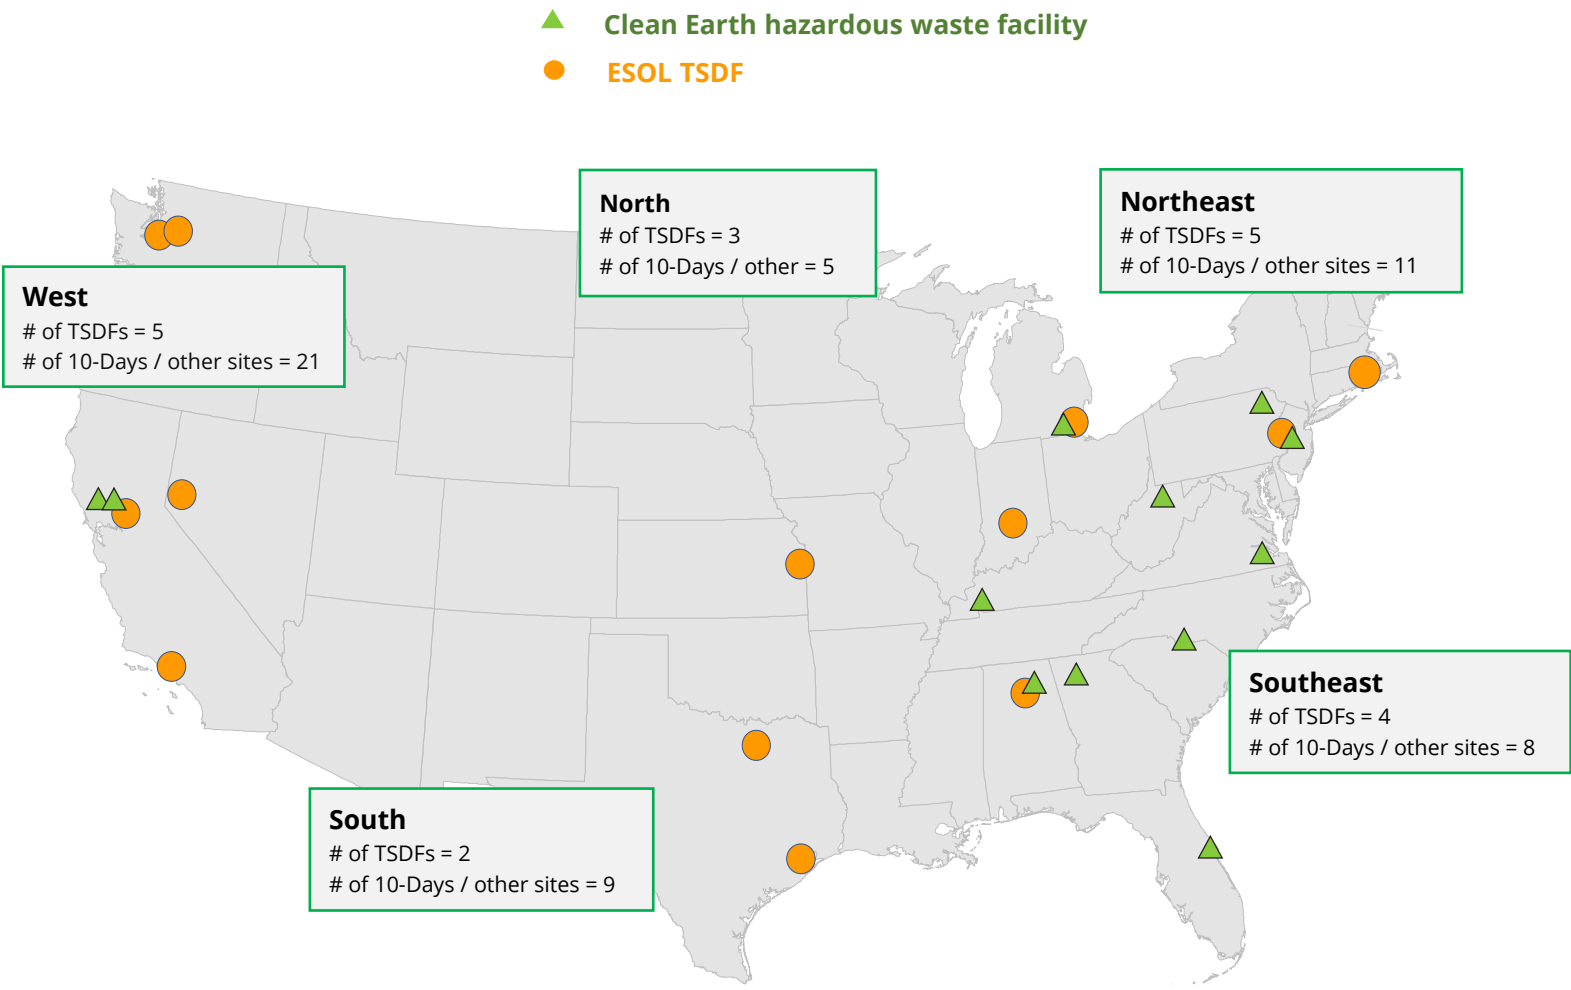 Clean Earth hazardous waste facility
ESOL TSDF
North
# of TSDFs = 3
# of 10-Days / other = 5
Northeast
# of TSDFs = 5
# of 10-Days / other sites = 11
West
# of TSDFs = 5
# of 10-Days / other sites = 21
Southeast
# of TSDFs = 4
# of 10-Days / other sites = 8
South
# of TSDFs = 2
# of 10-Days / other sites = 9